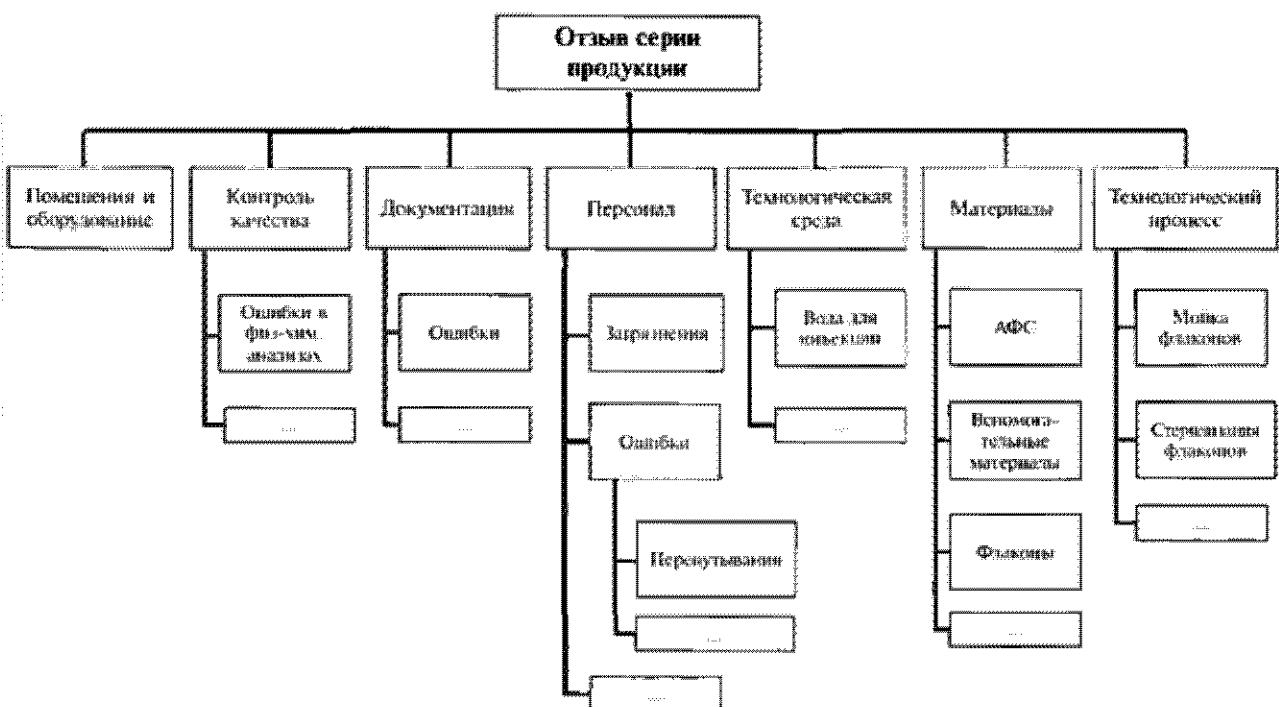 Отзыв серии
продукции
Помещения и
оборудование
Контроль
качества
Документация
Персонал
Технологическая
среда
Материалы
Технологический
процесс
Ошибки в
физ-хим.
анализах
....
Ошибки
....
Загрязнения
Ошибки
Перепутывания
....
....
Вода для
инъекции
....
АФС
Вспомога-
тельные
материалы
Флаконы
....
Мойка
флаконов
Стерилизация
флаконов
....